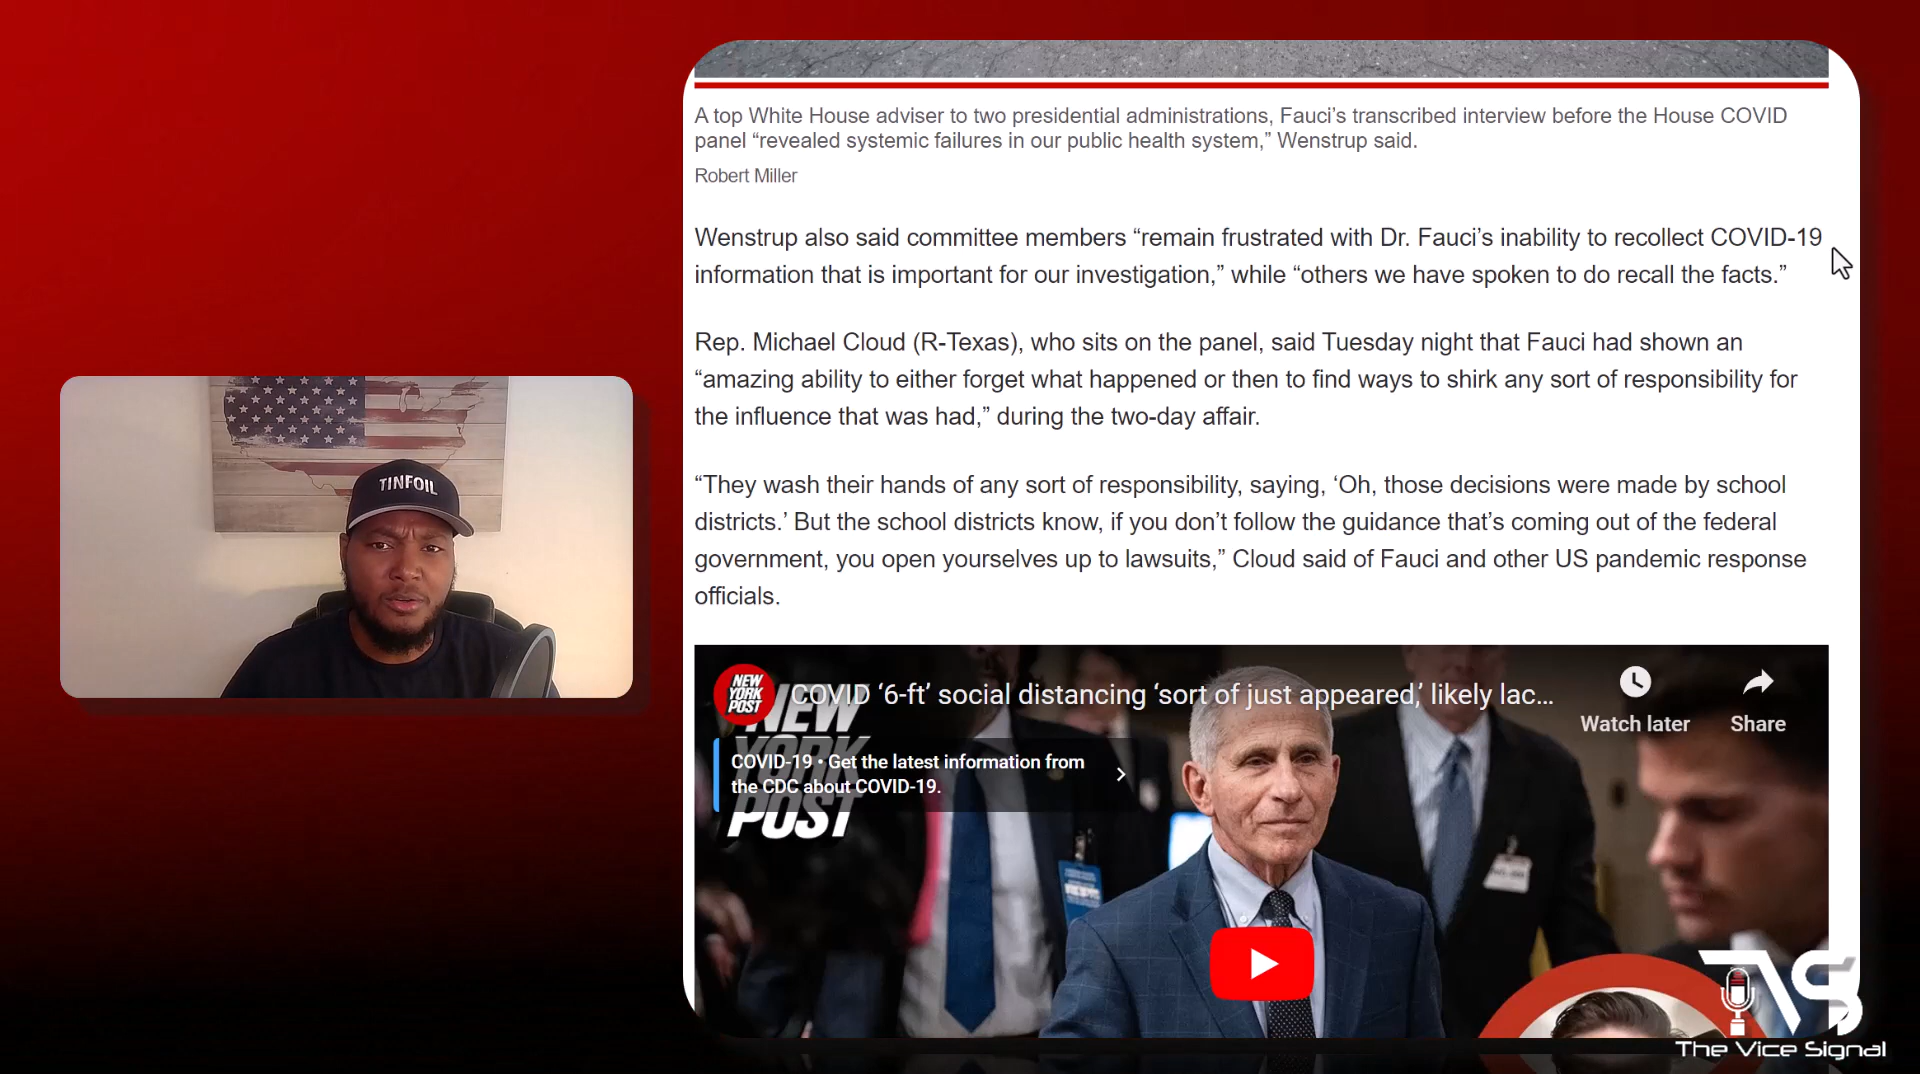 A top White House adviser to two presidential administrations, Fauci’s transcribed interview before the House COVID
panel “revealed systemic failures in our public health system,” Wenstrup said.
Robert Miller
Wenstrup also said committee members “remain frustrated with Dr. Fauci’s inability to recollect COVID-19
information that is important for our investigation,” while “others we have spoken to do recall the facts.”
Rep. Michael Cloud (R-Texas), who sits on the panel, said Tuesday night that Fauci had shown an
“amazing ability to either forget what happened or then to find ways to shirk any sort of responsibility for
the influence that was had,” during the two-day affair.
“They wash their hands of any sort of responsibility, saying, ‘Oh, those decisions were made by school
districts.’ But the school districts know, if you don’t follow the guidance that’s coming out of the federal
government, you open yourselves up to lawsuits,” Cloud said of Fauci and other US pandemic response
officials.
TINFOIL
NEW
YORK
POST
COVID ‘6-ft’ social distancing ‘sort of just appeared,’ likely lac...
Watch later
Share
NEW
YORK
POST
COVID-19 • Get the latest information from
the CDC about COVID-19.
TVS
The Vice Signal